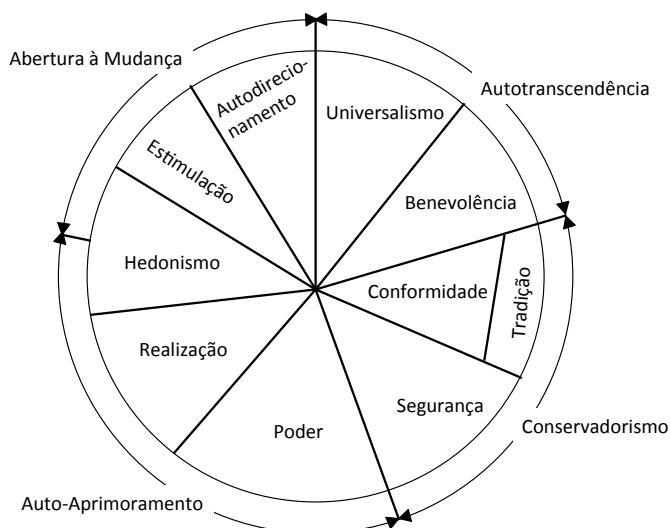 Abertura à Mudança
Autotranscendência
Autodirecio-
namento
Universalismo
Estimulação
Benevolência
Hedonismo
Conformidade
Tradição
Realização
Segurança
Poder
Conservadorismo
Auto-Aprimoramento